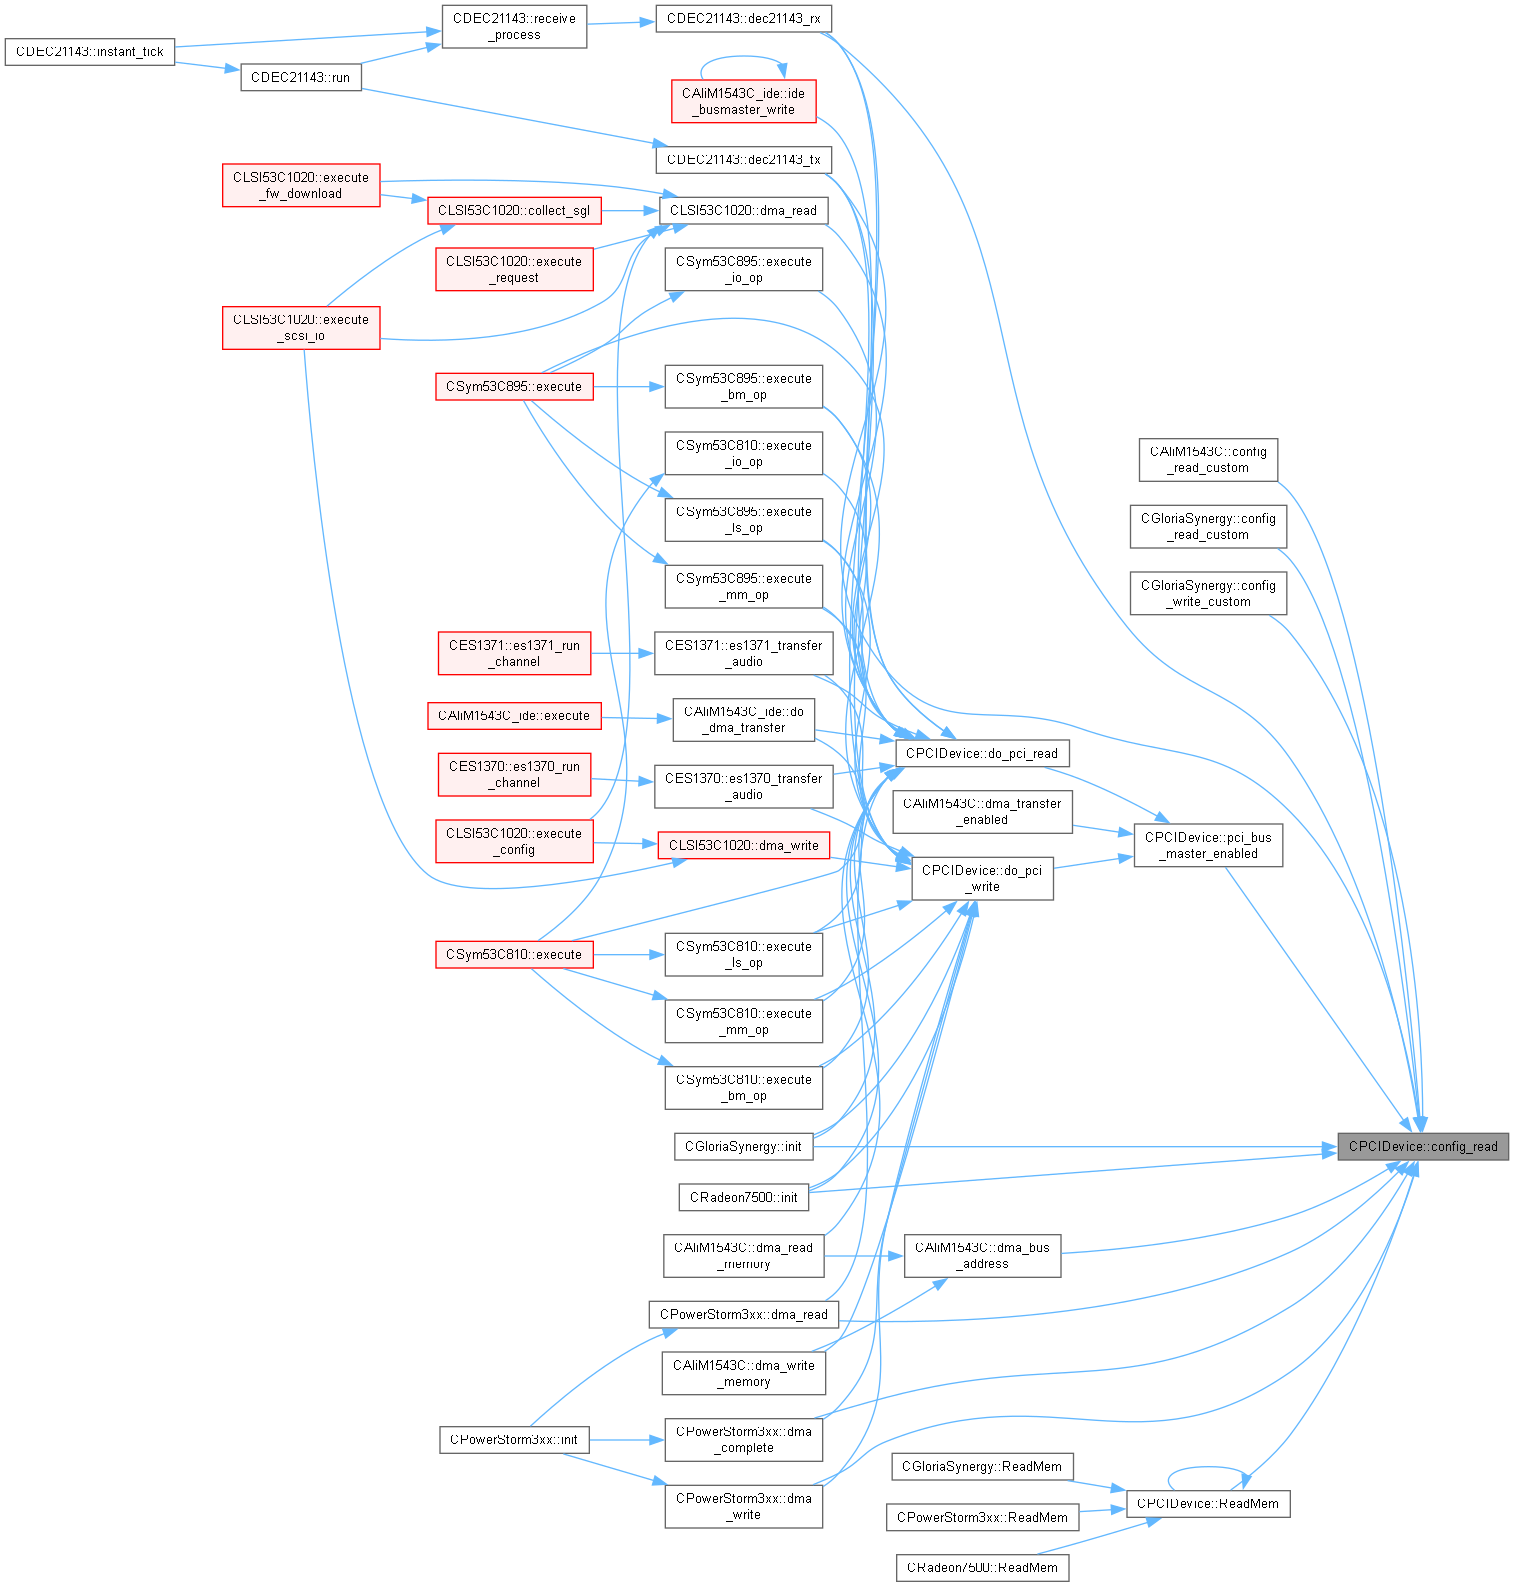 CDEC21143::receive
_process
CDEC21143::dec21143_rx
CDEC21143::instant_tick
CDEC21143::run
CAliM1543C_ide::ide
_busmaster_write
CDEC21143::dec21143_tx
CLSI53C1020::execute
_fw_download
CLSI53C1020::collect_sgl
CLSI53C1020::dma_read
CLSI53C1020::execute
_request
CSym53C895::execute
_io_op
CLSI53C1020::execute
_scsi_io
CSym53C895::execute
CSym53C895::execute
_bm_op
CSym53C810::execute
_io_op
CAliM1543C::config
_read_custom
CSym53C895::execute
_ls_op
CGloriaSynergy::config
_read_custom
CSym53C895::execute
_mm_op
CGloriaSynergy::config
_write_custom
CES1371::es1371_run
_channel
CES1371::es1371_transfer
_audio
CAliM1543C_ide::execute
CAliM1543C_ide::do
_dma_transfer
CPCIDevice::do_pci_read
CES1370::es1370_run
_channel
CES1370::es1370_transfer
_audio
CAliM1543C::dma_transfer
_enabled
CLSI53C1020::execute
_config
CLSI53C1020::dma_write
CPCIDevice::pci_bus
_master_enabled
CPCIDevice::do_pci
_write
CSym53C810::execute
CSym53C810::execute
_ls_op
CSym53C810::execute
_mm_op
CSym53C810::execute
_bm_op
CGloriaSynergy::init
CPCIDevice::config_read
CRadeon7500::init
CAliM1543C::dma_read
_memory
CAliM1543C::dma_bus
_address
CPowerStorm3xx::dma_read
CAliM1543C::dma_write
_memory
CPowerStorm3xx::init
CPowerStorm3xx::dma
_complete
CGloriaSynergy::ReadMem
CPowerStorm3xx::dma
_write
CPCIDevice::ReadMem
CPowerStorm3xx::ReadMem
CRadeon7500::ReadMem